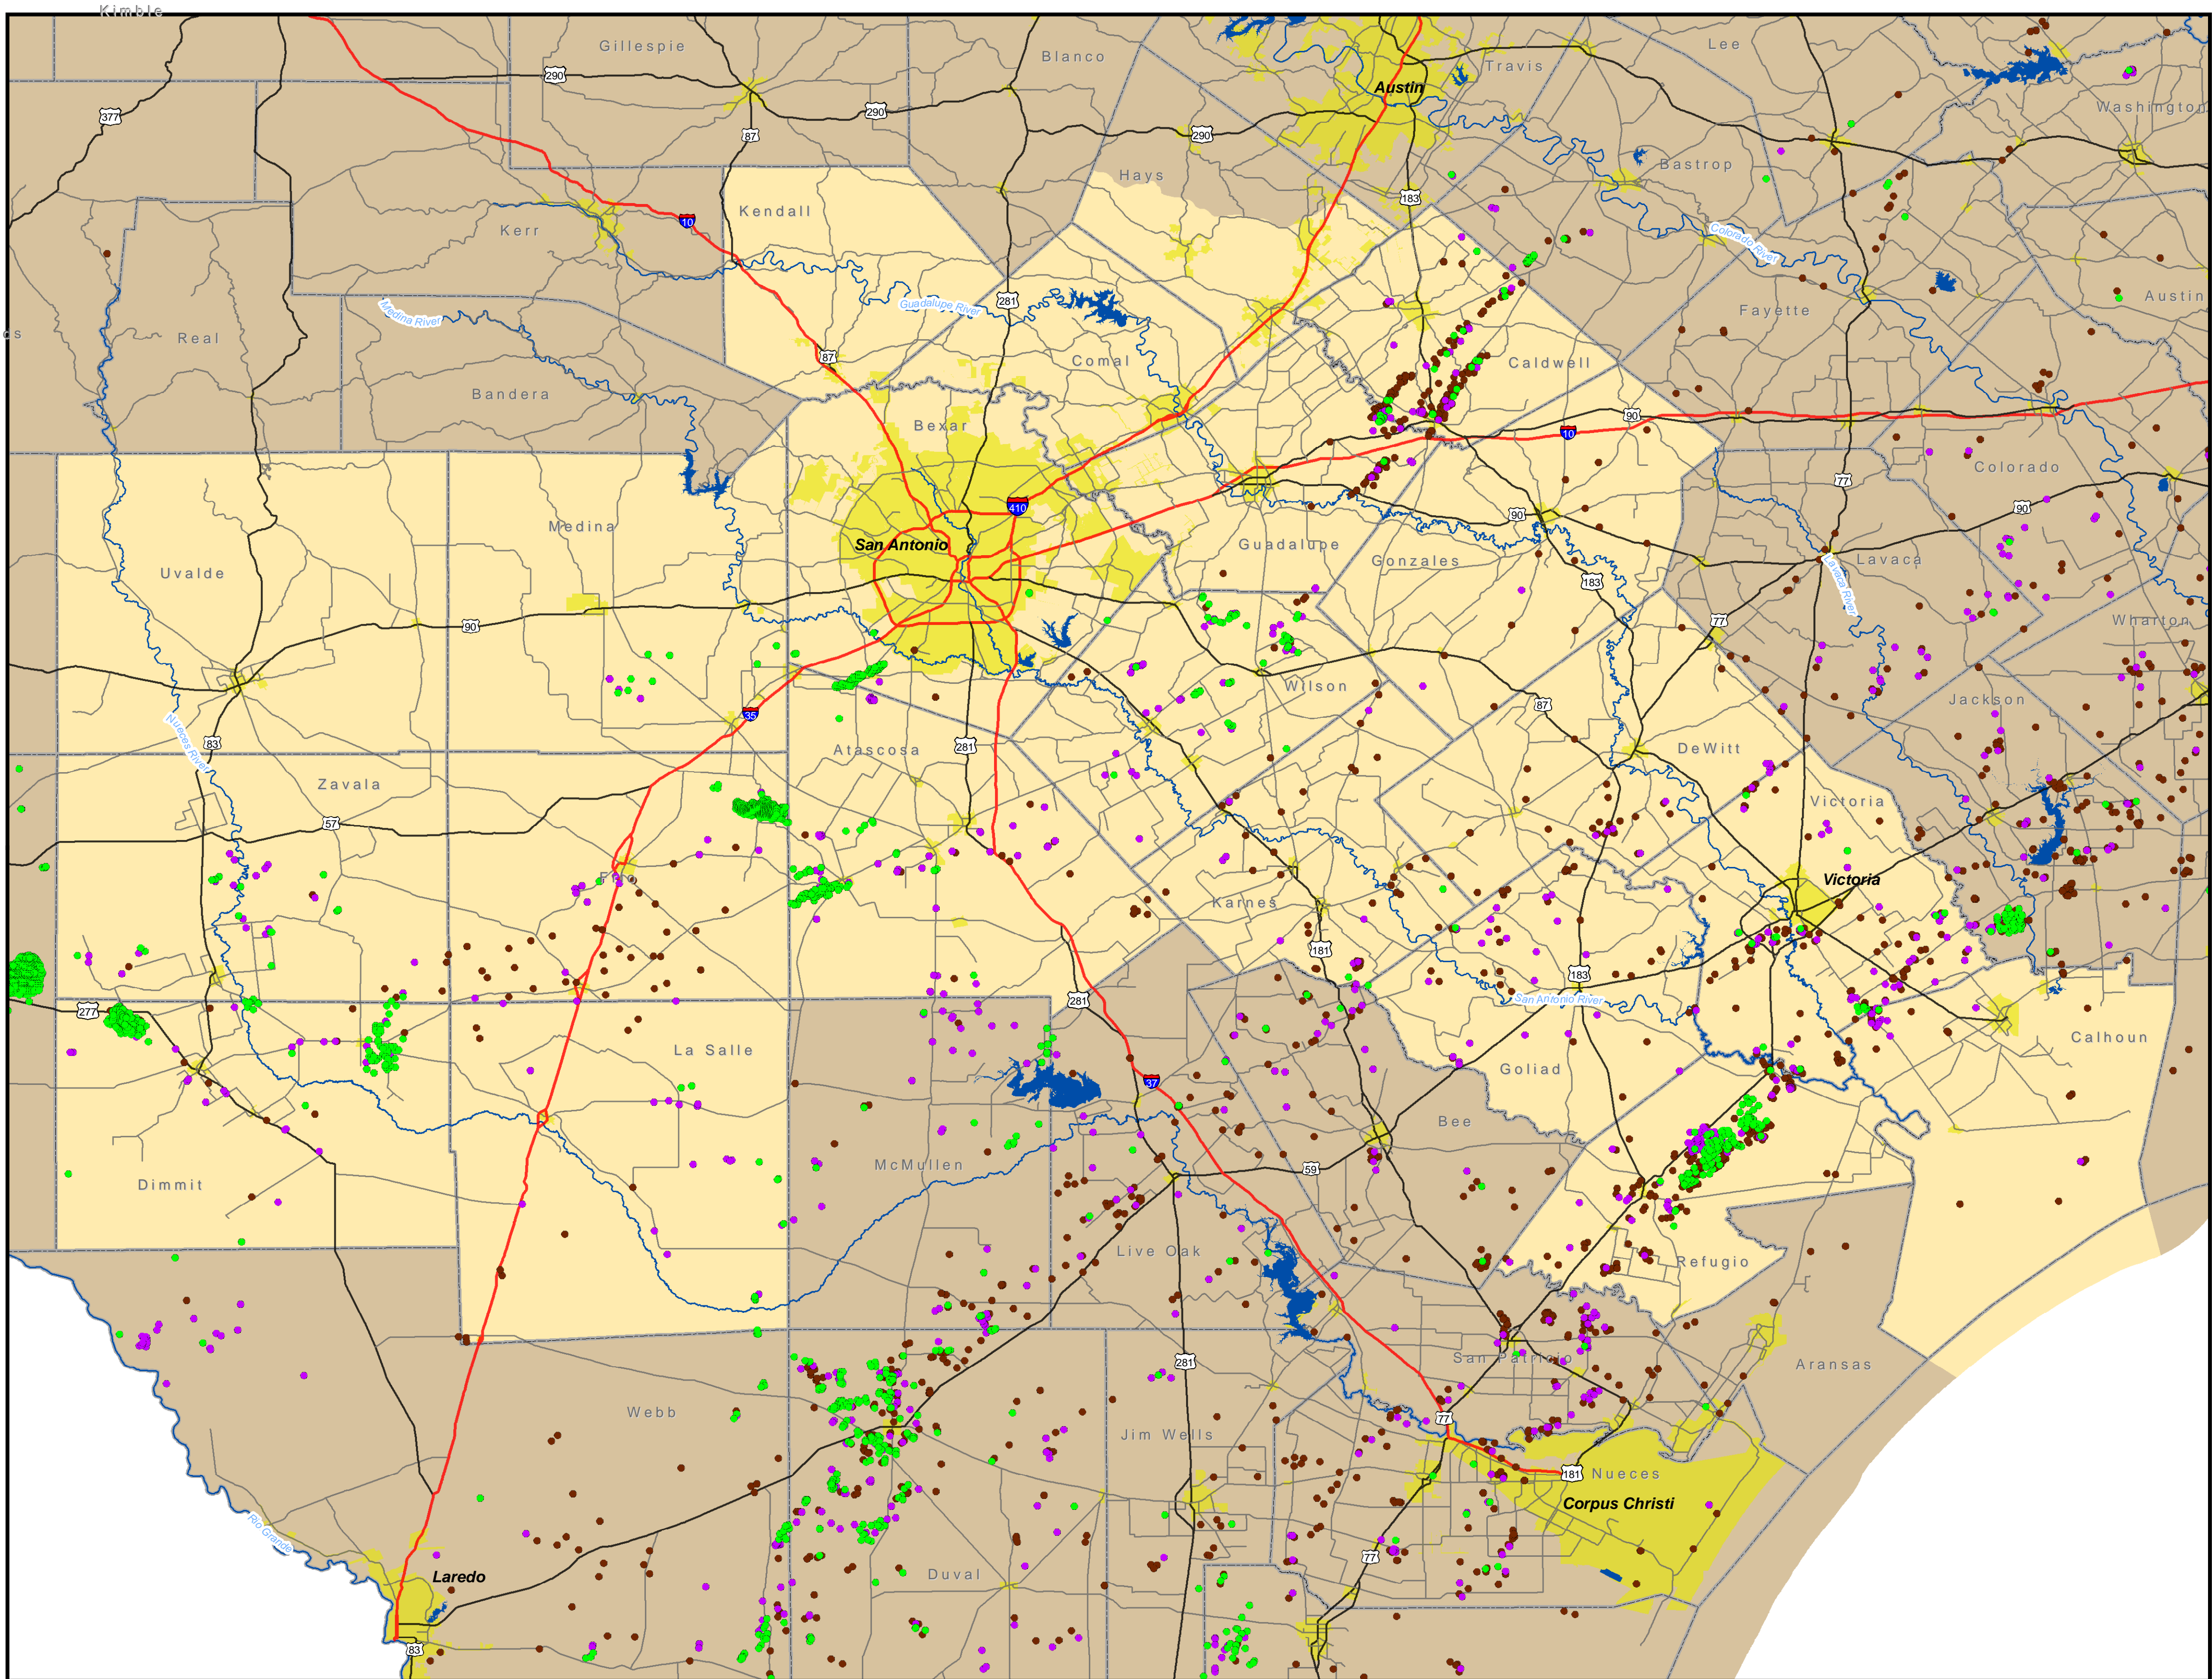 Kimble
Gillespie
Blanco
Lee
Travis
290
Austin
377
290
87
290
Washington
Bastrop
Hays
183
Kendall
10
Kerr
Colorado River
Austin
281
Guadalupe River
Medina River
Fayette
Real
ds
87
Comal
Caldwell
Bandera
90
Bexar
10
Colorado
77
410
90
Medina
90
San Antonio
Guadalupe
Gonzales
Lavaca
Uvalde
183
Lavaca River
77
Wharton
90
Wilson
Jackson
87
35
Nueces River
83
281
Atascosa
DeWitt
Zavala
Victoria
57
Frio
Victoria
Karnes
181
183
281
San Antonio River
277
Calhoun
La Salle
Goliad
37
Bee
McMullen
59
Dimmit
Live Oak
Refugio
281
San Patricio
Aransas
Webb
77
Jim Wells
181
Nueces
Corpus Christi
Rio Grande
77
Laredo
Duval
83